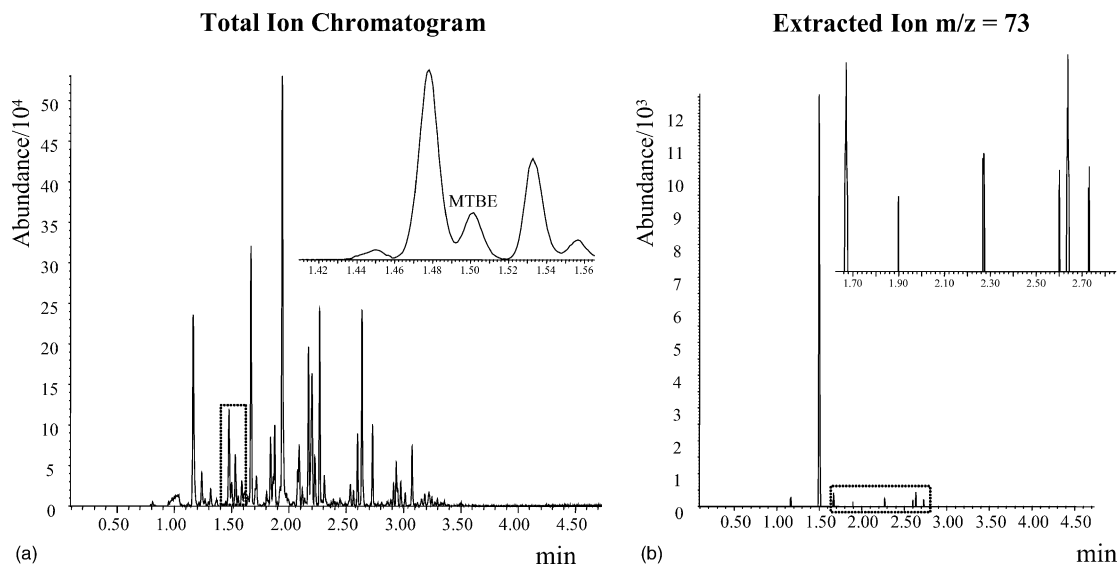 Total Ion Chromatogram
Abundance/10⁴
50
45
40
35
30
25
20
15
10
5
0
MTBE
1.42 1.44 1.46 1.48 1.50 1.52 1.54 1.56
0.50 1.00 1.50 2.00 2.50 3.00 3.50 4.00 4.50
min
(a)
Extracted Ion m/z = 73
Abundance/10³
12
11
10
9
8
7
6
5
4
3
2
1
0
1.70 1.90 2.10 2.30 2.50 2.70
0.50 1.00 1.50 2.00 2.50 3.00 3.50 4.00 4.50
min
(b)